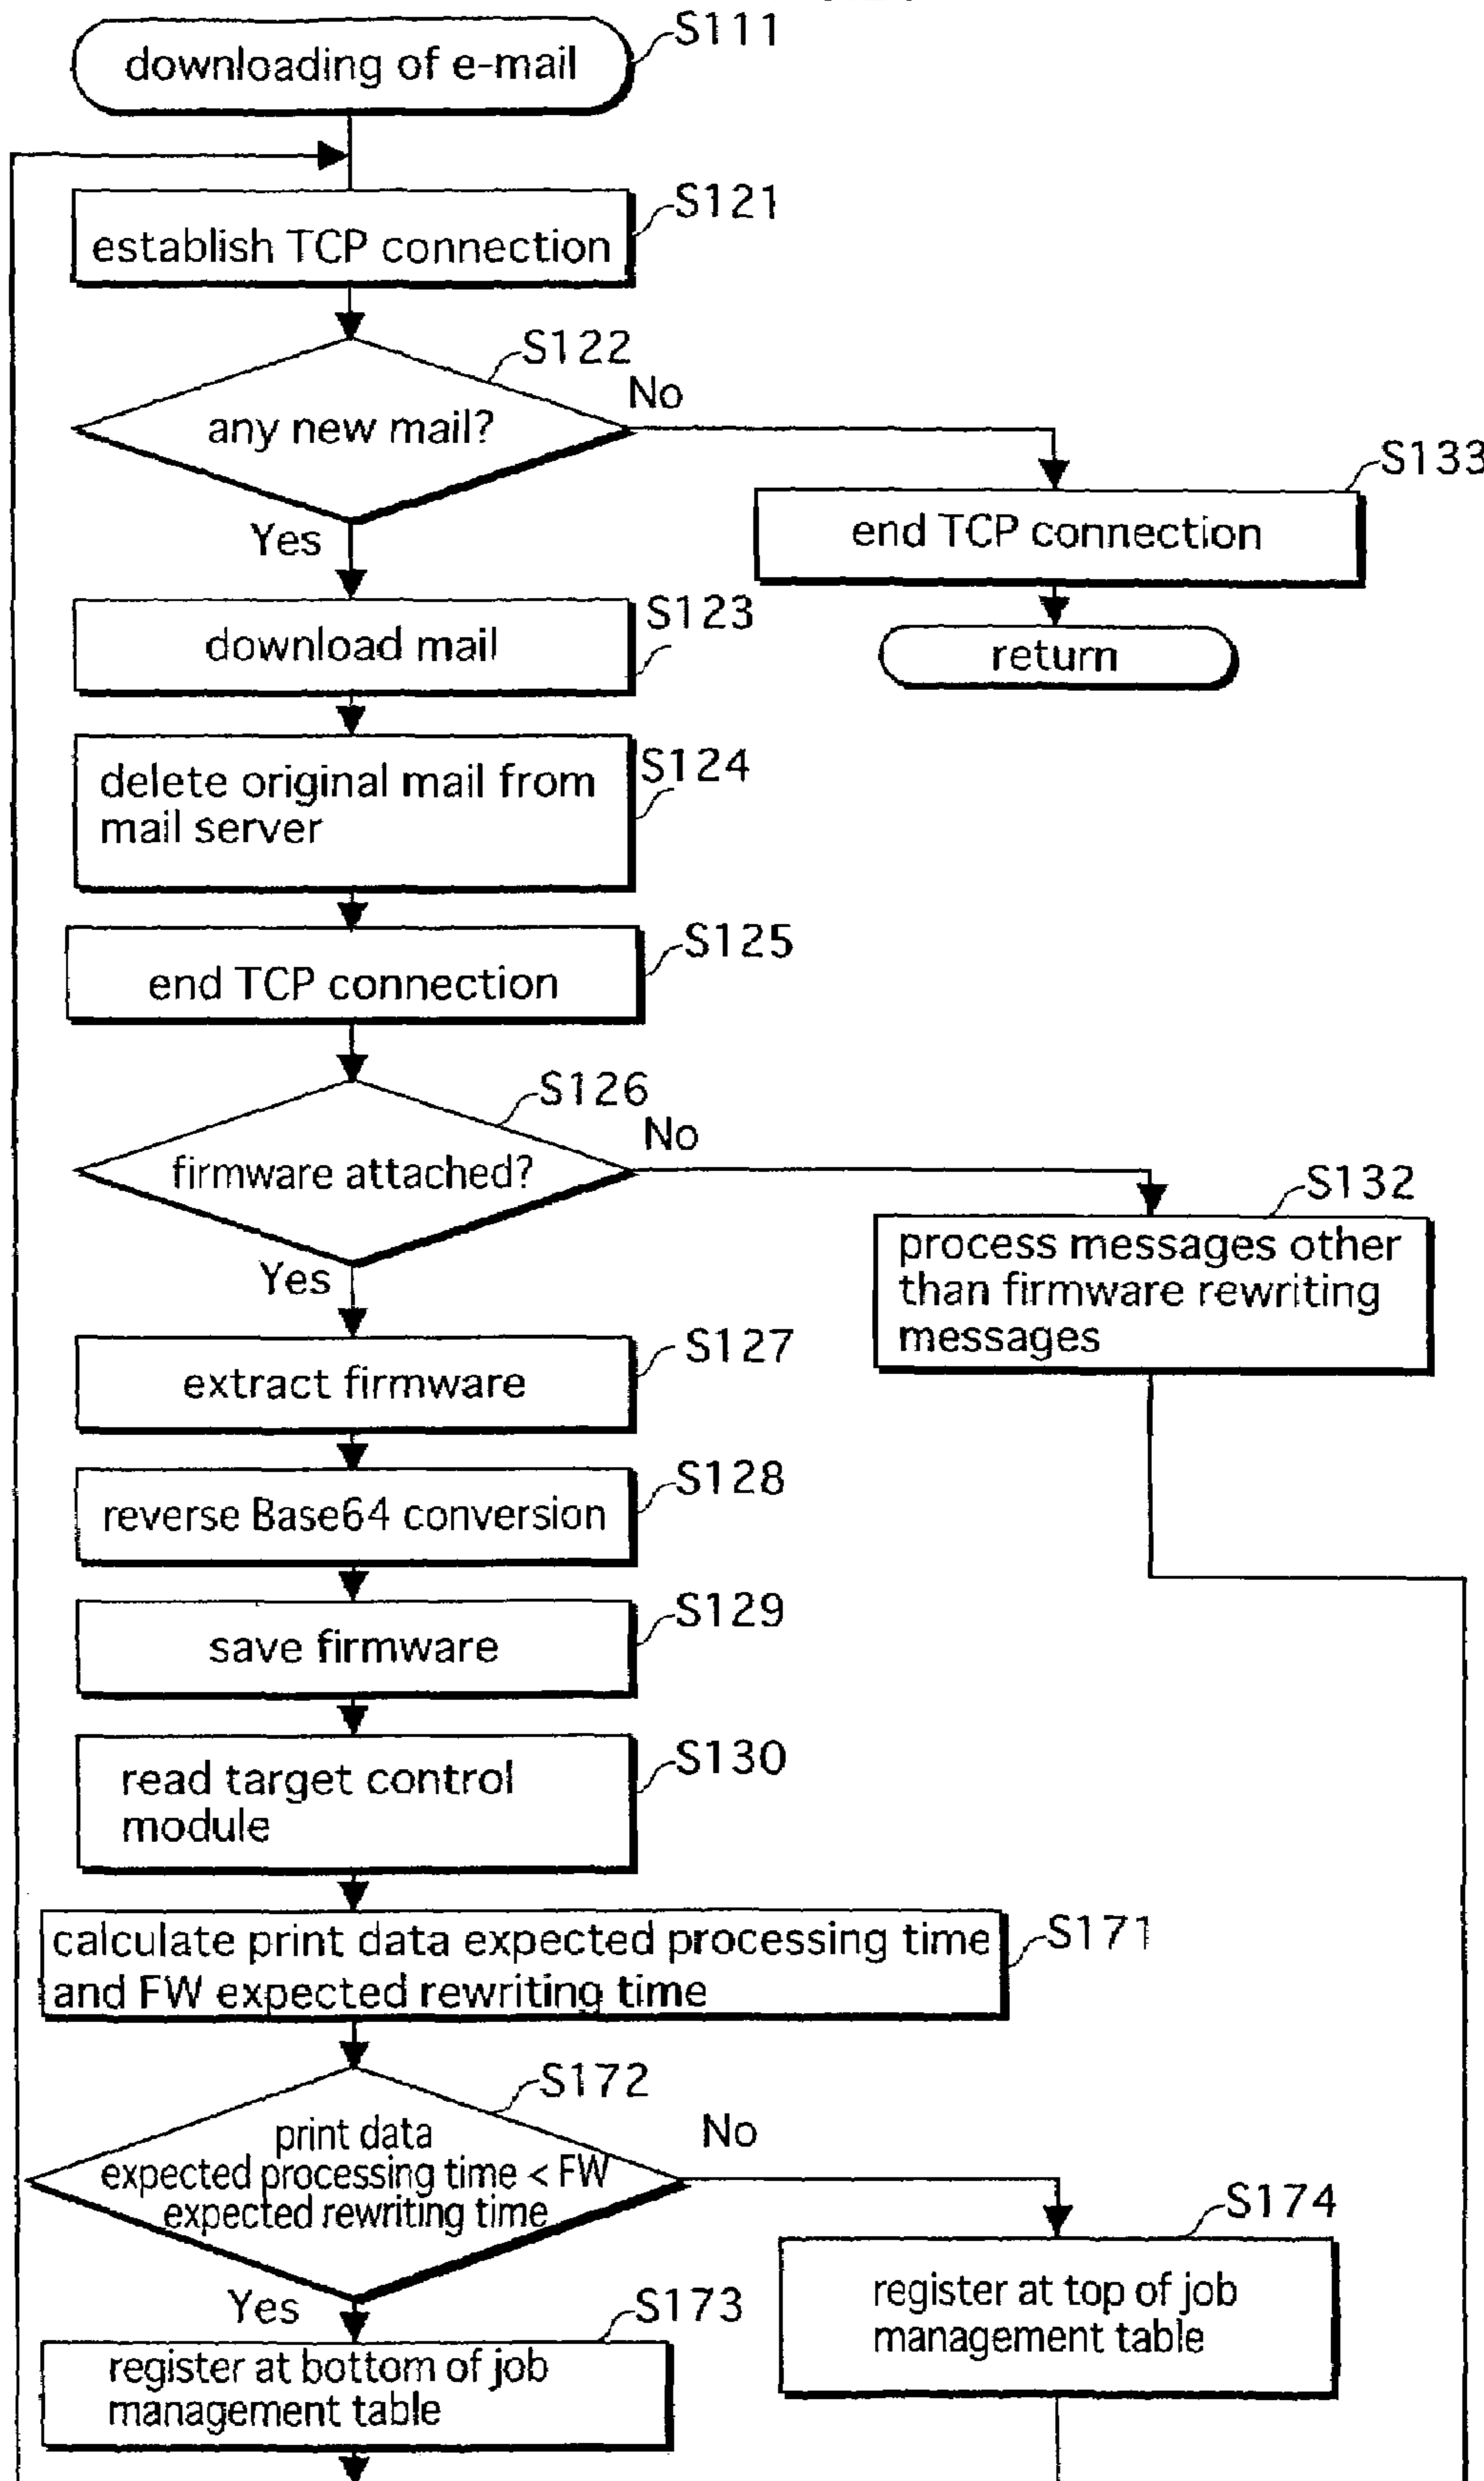 downloading of e-mail
S111
establish TCP connection
S121
any new mail?
S122
No
Yes
end TCP connection
S133
return
download mail
S123
delete original mail from
mail server
S124
end TCP connection
S125
firmware attached?
S126
No
Yes
process messages other
than firmware rewriting
messages
S132
extract firmware
S127
reverse Base64 conversion
S128
save firmware
S129
read target control
module
S130
calculate print data expected processing time
and FW expected rewriting time
S171
print data
expected processing time < FW
expected rewriting time
S172
No
Yes
register at bottom of job
management table
S173
register at top of job
management table
S174